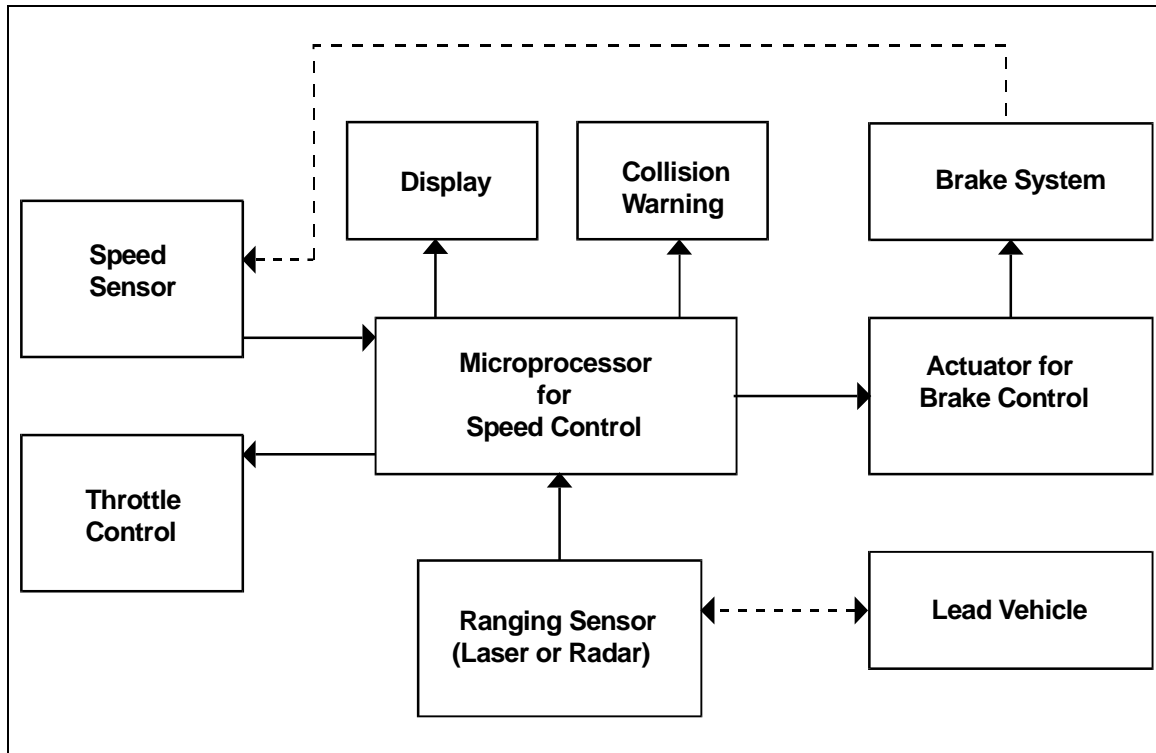 Display
Collision
Warning
Brake System
Speed
Sensor
Microprocessor
for
Speed Control
Actuator for
Brake Control
Throttle
Control
Ranging Sensor
(Laser or Radar)
Lead Vehicle